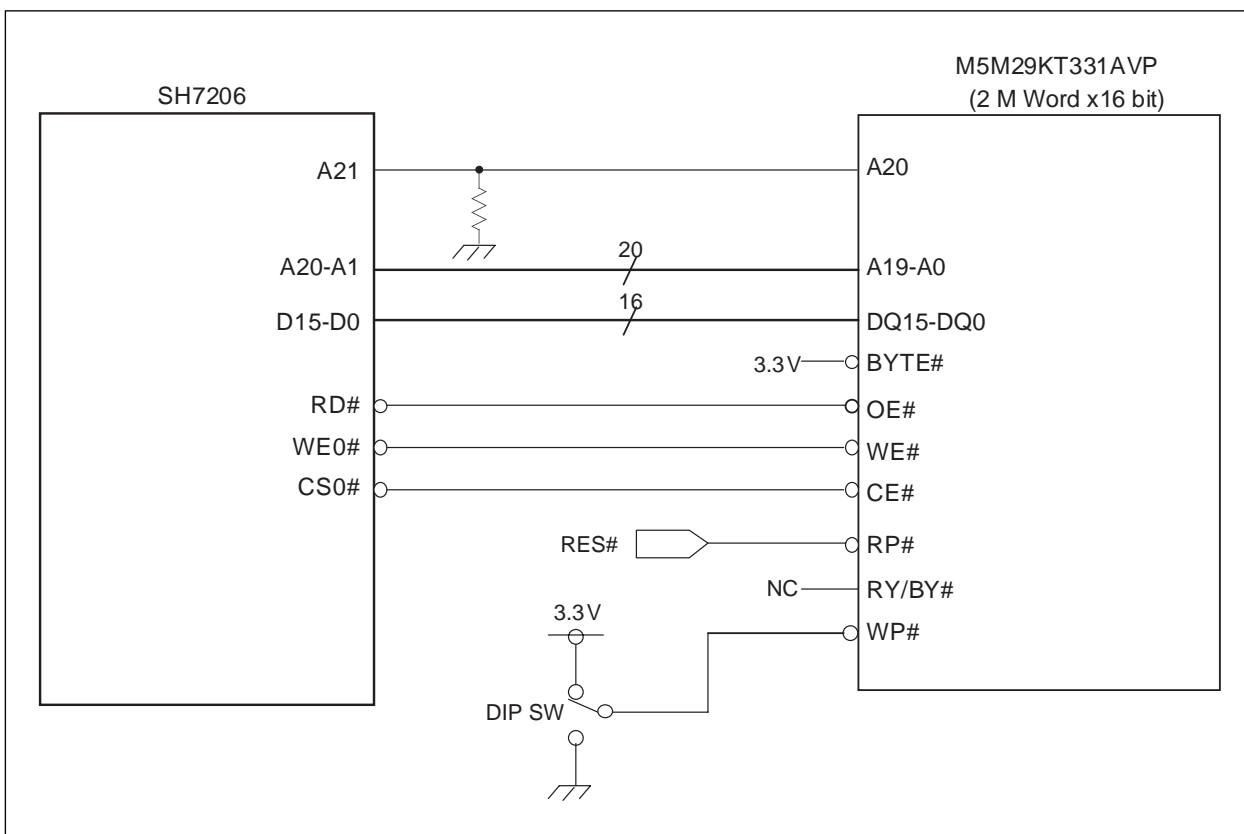 M5M29KT331AVP
SH7206
(2 M Word x16 bit)
A21
A20
20
A20-A1
A19-A0
16
D15-D0
DQ15-DQ0
3.3V
BYTE#
RD#
OE#
WE0#
WE#
CS0#
CE#
RES#
RP#
NC
RY/BY#
3.3V
WP#
DIP SW